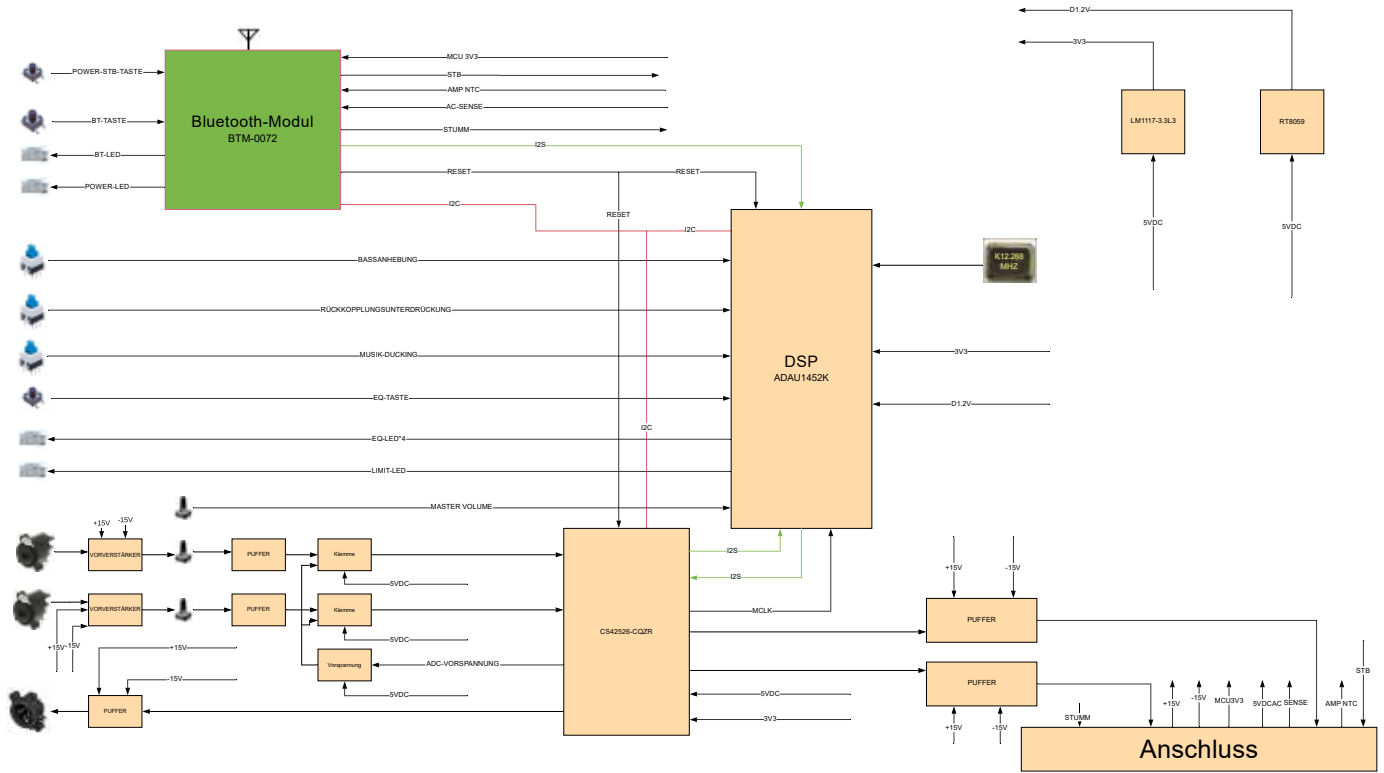 D1.2V
3V3
MCU 3V3
POWER-STB-TASTE
STB
AMP NTC
AC-SENSE
Bluetooth-Modul
BTM-0072
LM1117-3.3L3
RT8059
BT-TASTE
STUMM
I2S
BT-LED
RESET
RESET
POWER-LED
I2C
RESET
5VDC
5VDC
I2C
K12.288
MHZ
BASSANHEBUNG
RÜCKKOPPLUNGSUNTERDRÜCKUNG
MUSIK-DUCKING
3V3
DSP
ADAU1452K
EQ-TASTE
D1.2V
I2C
EQ-LED*4
LIMIT-LED
MASTER VOLUME
+15V
-15V
VORVERSTÄRKER
PUFFER
Klemme
I2S
5VDC
I2S
+15V
-15V
VORVERSTÄRKER
PUFFER
Klemme
MCLK
PUFFER
CS42526-CQZR
5VDC
+15V
-15V
+15V
Vorspannung
ADC-VORSPANNUNG
-15V
PUFFER
5VDC
5VDC
STB
PUFFER
3V3
+15V
-15V
STUMM
+15V
-15V
MCU3V3
5VDCAC SENSE
AMP NTC
Anschluss